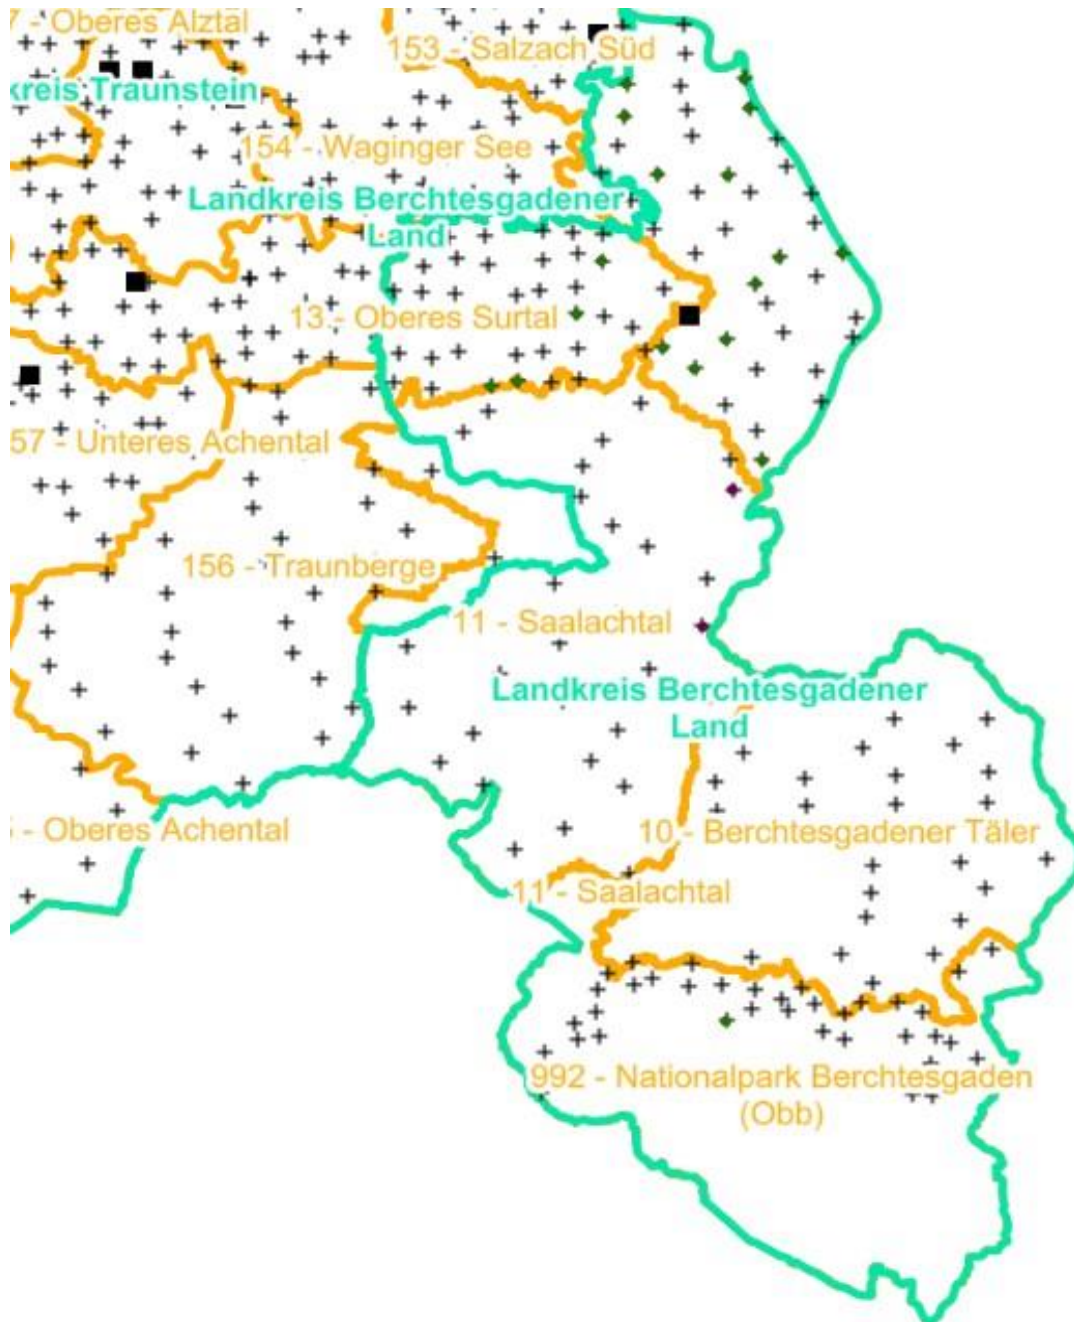 7 - Oberes Alztal
153 - Salzach Süd
kreis Traunstein
154 - Waginger See
Landkreis Berchtesgadener
Land
13 - Oberes Surtal
57 - Unteres Achental
156 - Traunberge
11 - Saalachtal
Landkreis Berchtesgadener
Land
- Oberes Achental
10 - Berchtesgadener Täler
11 - Saalachtal
992 - Nationalpark Berchtesgaden
(Obb)